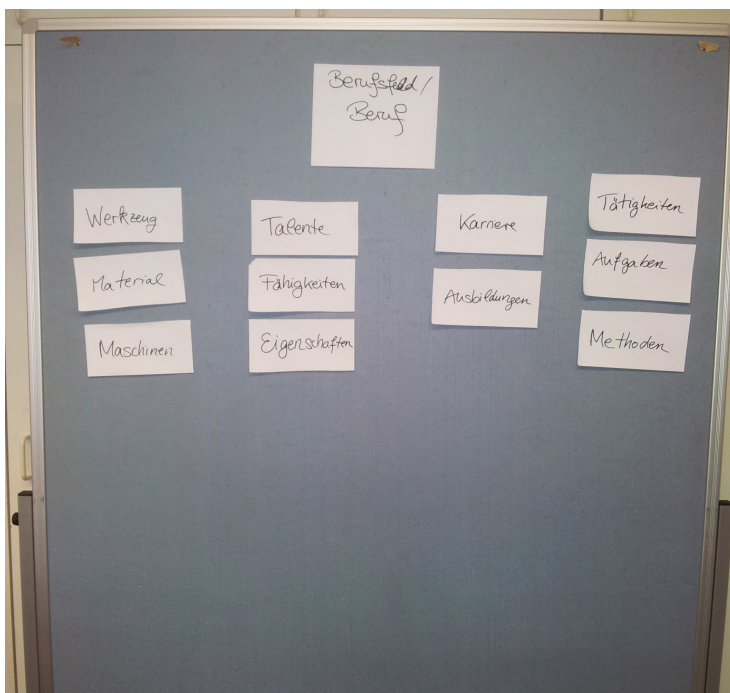 Berufsfeld /
Beruf
Werkzeug
Material
Maschinen
Talente
Fähigkeiten
Eigenschaften
Karriere
Ausbildungen
Tätigkeiten
Aufgaben
Methoden